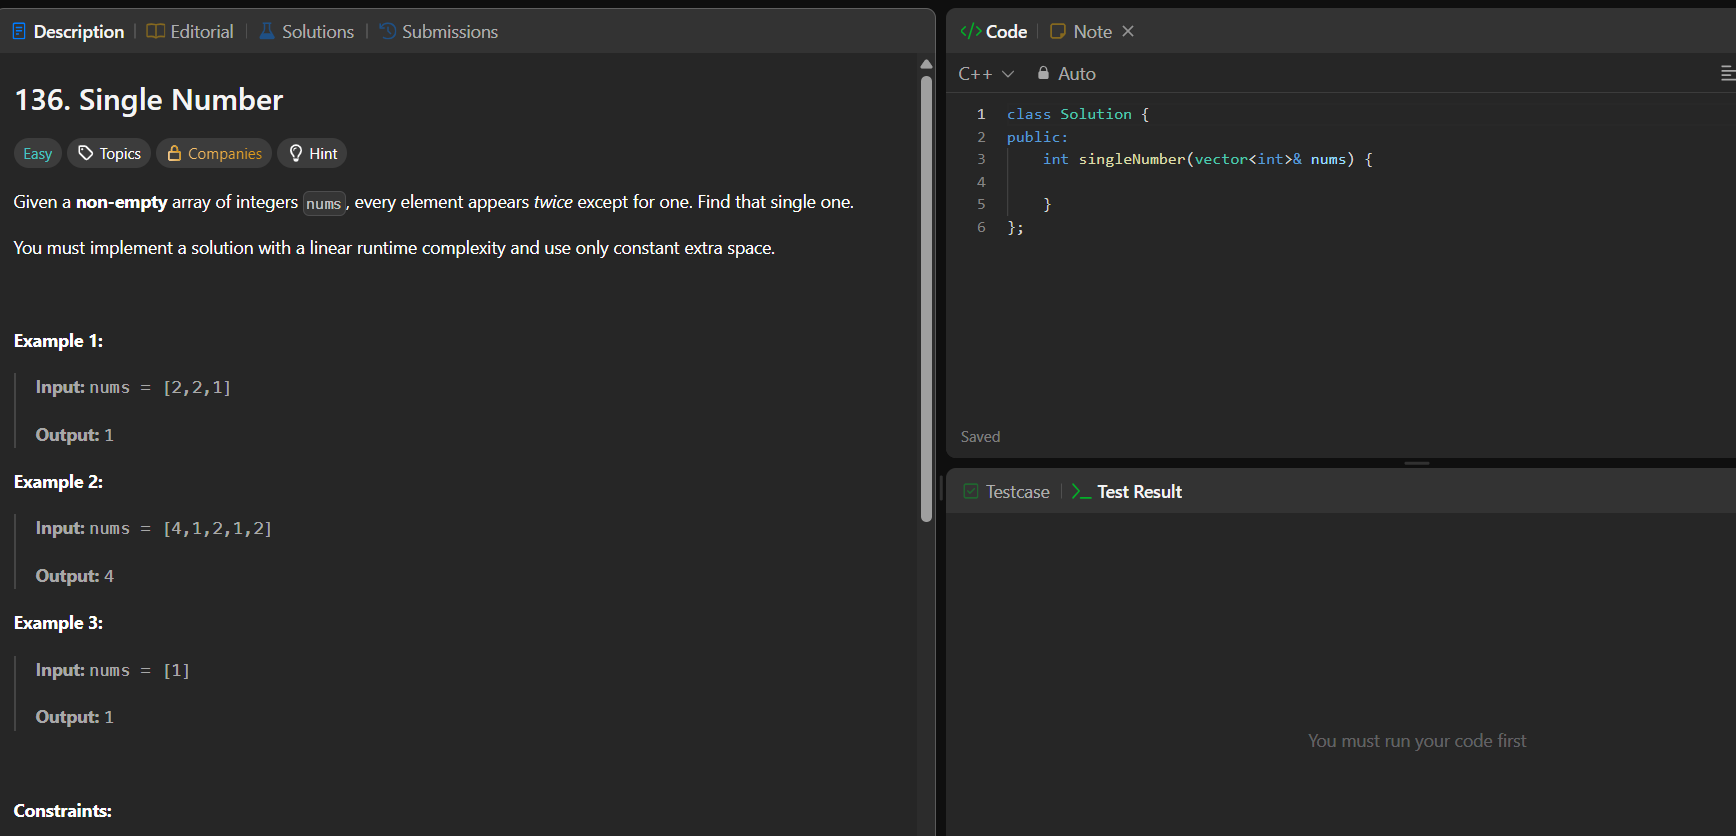 Description | Editorial | Solutions | Submissions
136. Single Number
Easy Topics Companies Hint
Given a non-empty array of integers nums, every element appears twice except for one. Find that single one.
You must implement a solution with a linear runtime complexity and use only constant extra space.
Example 1:
Input: nums = [2,2,1]
Output: 1
Example 2:
Input: nums = [4,1,2,1,2]
Output: 4
Example 3:
Input: nums = [1]
Output: 1
Constraints:
</> Code | Note ×
C++ Auto
1 class Solution {
2 public:
3     int singleNumber(vector<int>& nums) {
4
5     }
6 };
Saved
Testcase | >_ Test Result
You must run your code first